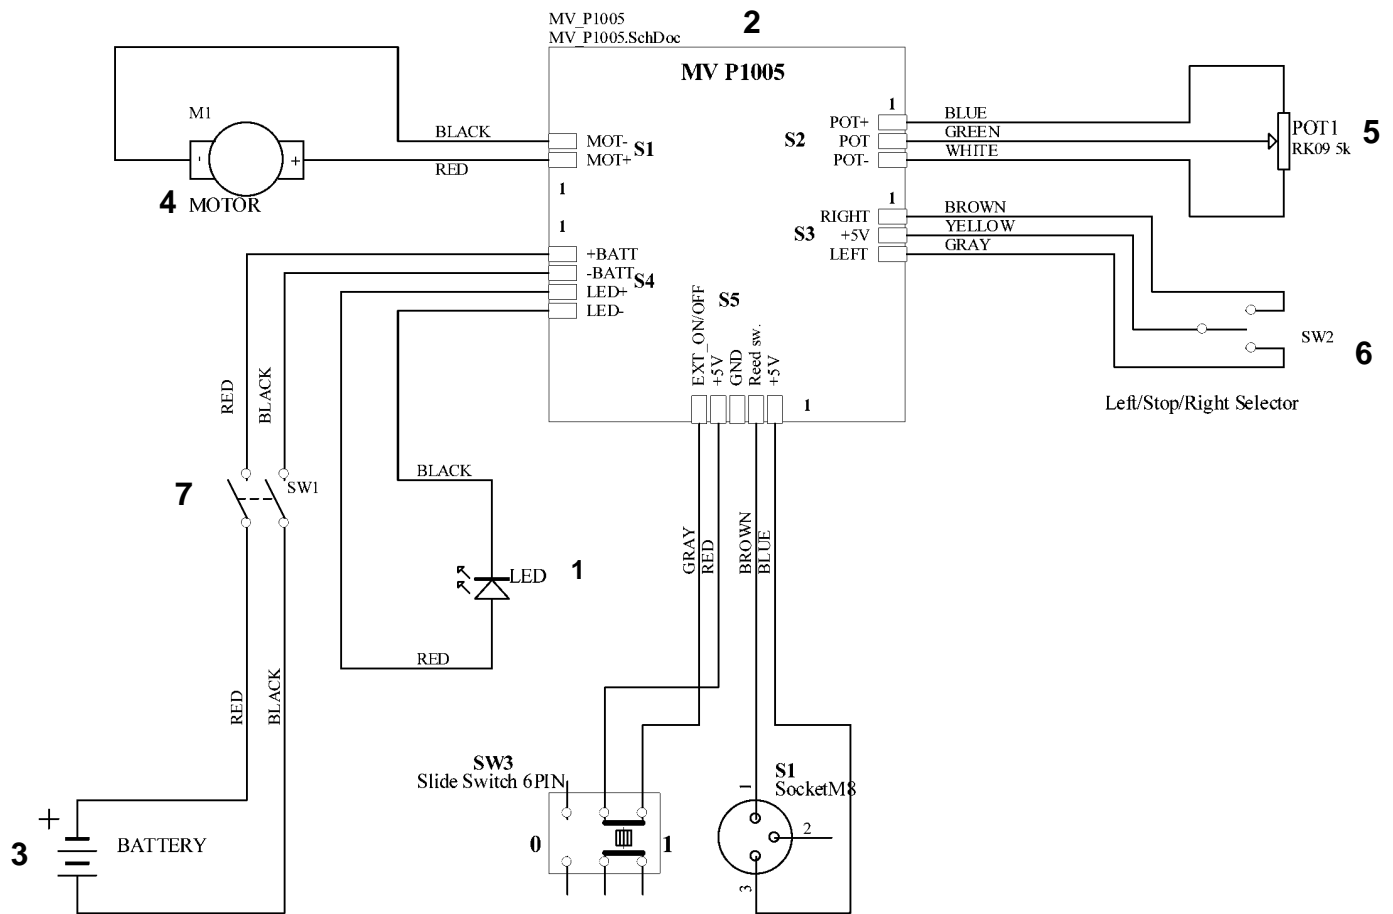 MV_P1005
MV_P1005.SchDoc
2
MV P1005
M1
- +
4 MOTOR
BLACK
RED
MOT-
MOT+
S1
1
1
+BATT
-BATT
LED+
LED-
S4
1
POT+
POT
POT-
S2
BLUE
GREEN
WHITE
POT1
RK09 5k
5
1
RIGHT
+5V
LEFT
S3
BROWN
YELLOW
GRAY
SW2
6
Left/Stop/Right Selector
S5
EXT_ON/OFF
+5V
GND
Reed sw.
+5V
1
RED
BLACK
7
SW1
BLACK
LED
1
RED
GRAY
RED
BROWN
BLUE
RED
BLACK
SW3
Slide Switch 6PIN
0
1
S1
SocketM8
1
2
3
+
3
BATTERY